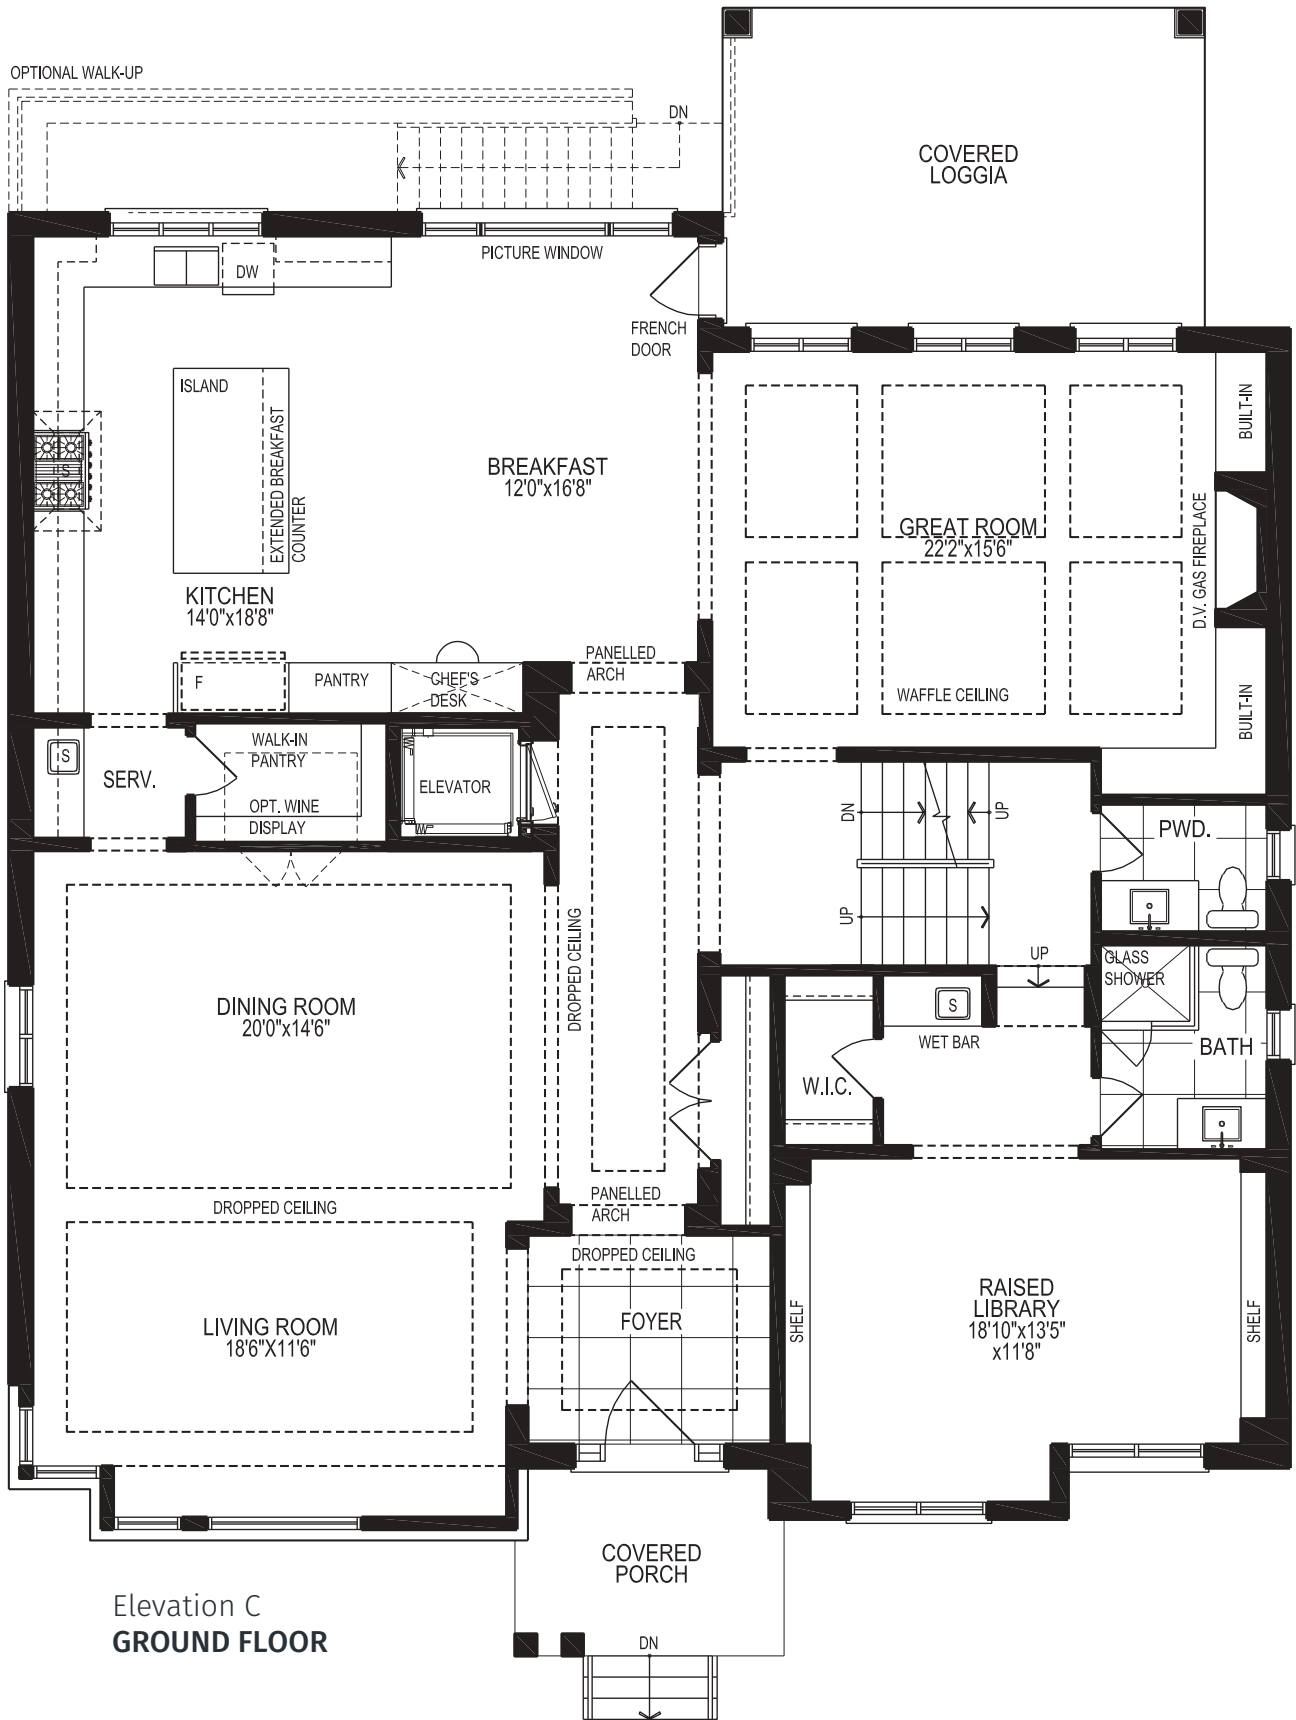 OPTIONAL WALK-UP
DN
COVERED
LOGGIA
PICTURE WINDOW
DW
FRENCH
DOOR
ISLAND
EXTENDED BREAKFAST
COUNTER
S
BREAKFAST
12'0"x16'8"
KITCHEN
14'0"x18'8"
GREAT ROOM
22'2"x15'6"
BUILT-IN
D.V. GAS FIREPLACE
BUILT-IN
WAFFLE CEILING
PANELLED
ARCH
F
PANTRY
CHEF'S
DESK
S
SERV.
WALK-IN
PANTRY
OPT. WINE
DISPLAY
ELEVATOR
DN
UP
UP
PWD.
DROPPED CEILING
UP
GLASS
SHOWER
DINING ROOM
20'0"x14'6"
S
WET BAR
W.I.C.
BATH
PANELLED
ARCH
DROPPED CEILING
DROPPED CEILING
LIVING ROOM
18'6"X11'6"
FOYER
SHELF
RAISED
LIBRARY
18'10"x13'5"
x11'8"
SHELF
COVERED
PORCH
DN
Elevation C
GROUND FLOOR